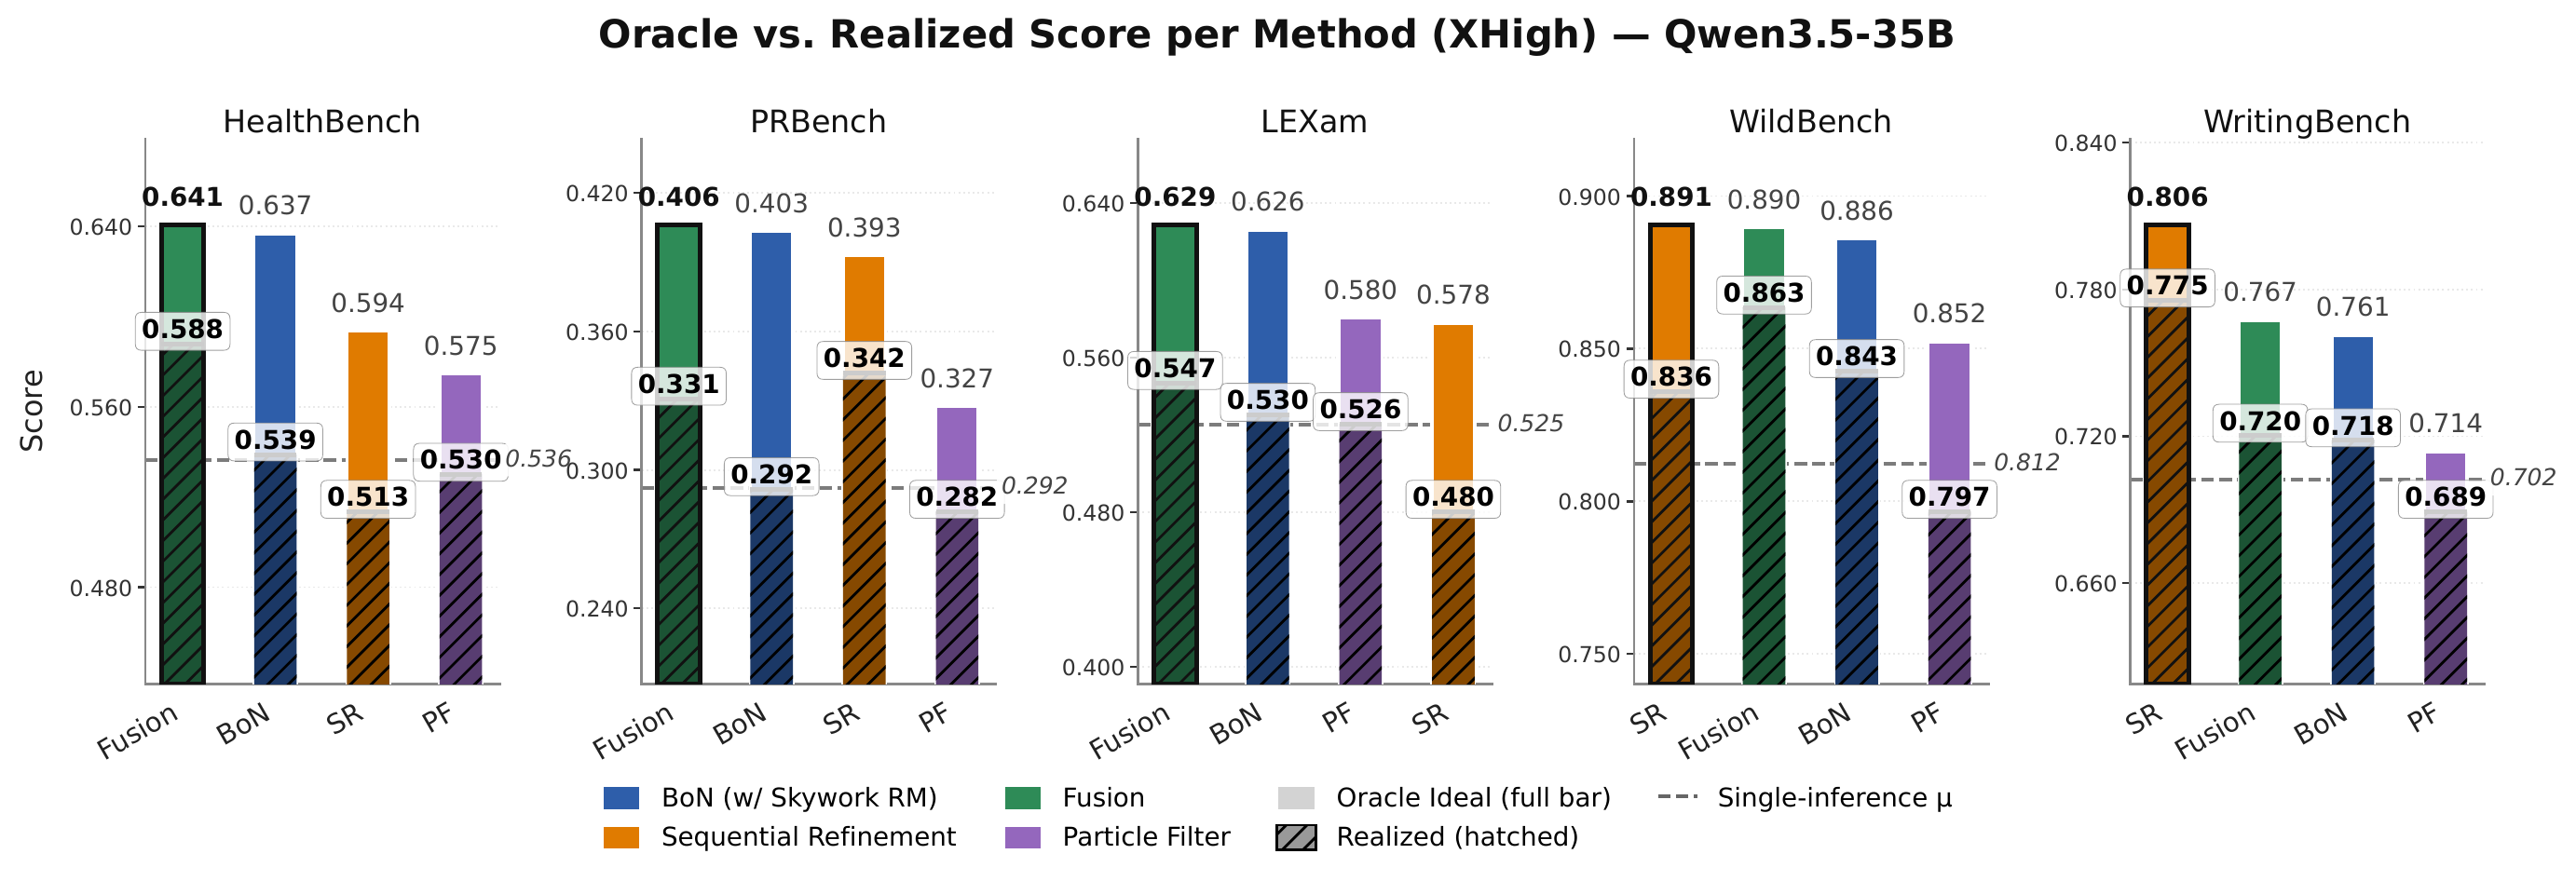 Oracle vs. Realized Score per Method (XHigh) — Qwen3.5-35B
Score
HealthBench
0.640
0.560
0.480
0.641
0.637
0.594
0.575
0.588
0.539
0.513
0.530
0.536
Fusion
BoN
SR
PF
PRBench
0.420
0.360
0.300
0.240
0.406
0.403
0.393
0.327
0.331
0.292
0.342
0.282
0.292
Fusion
BoN
SR
PF
LEXam
0.640
0.560
0.480
0.400
0.629
0.626
0.580
0.578
0.547
0.530
0.526
0.480
0.525
Fusion
BoN
PF
SR
WildBench
0.900
0.850
0.800
0.750
0.891
0.890
0.886
0.852
0.836
0.863
0.843
0.797
0.812
SR
Fusion
BoN
PF
WritingBench
0.840
0.780
0.720
0.660
0.806
0.767
0.761
0.714
0.775
0.720
0.718
0.689
0.702
SR
Fusion
BoN
PF
BoN (w/ Skywork RM)
Sequential Refinement
Fusion
Particle Filter
Oracle Ideal (full bar)
Realized (hatched)
Single-inference μ